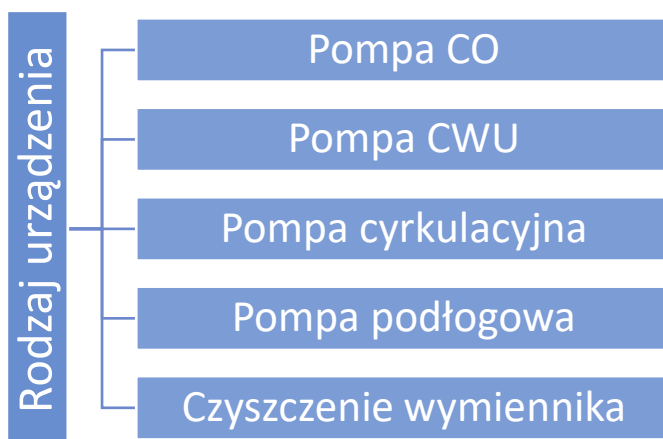 Rodzaj urządzenia
Pompa CO
Pompa CWU
Pompa cyrkulacyjna
Pompa podłogowa
Czyszczenie wymiennika